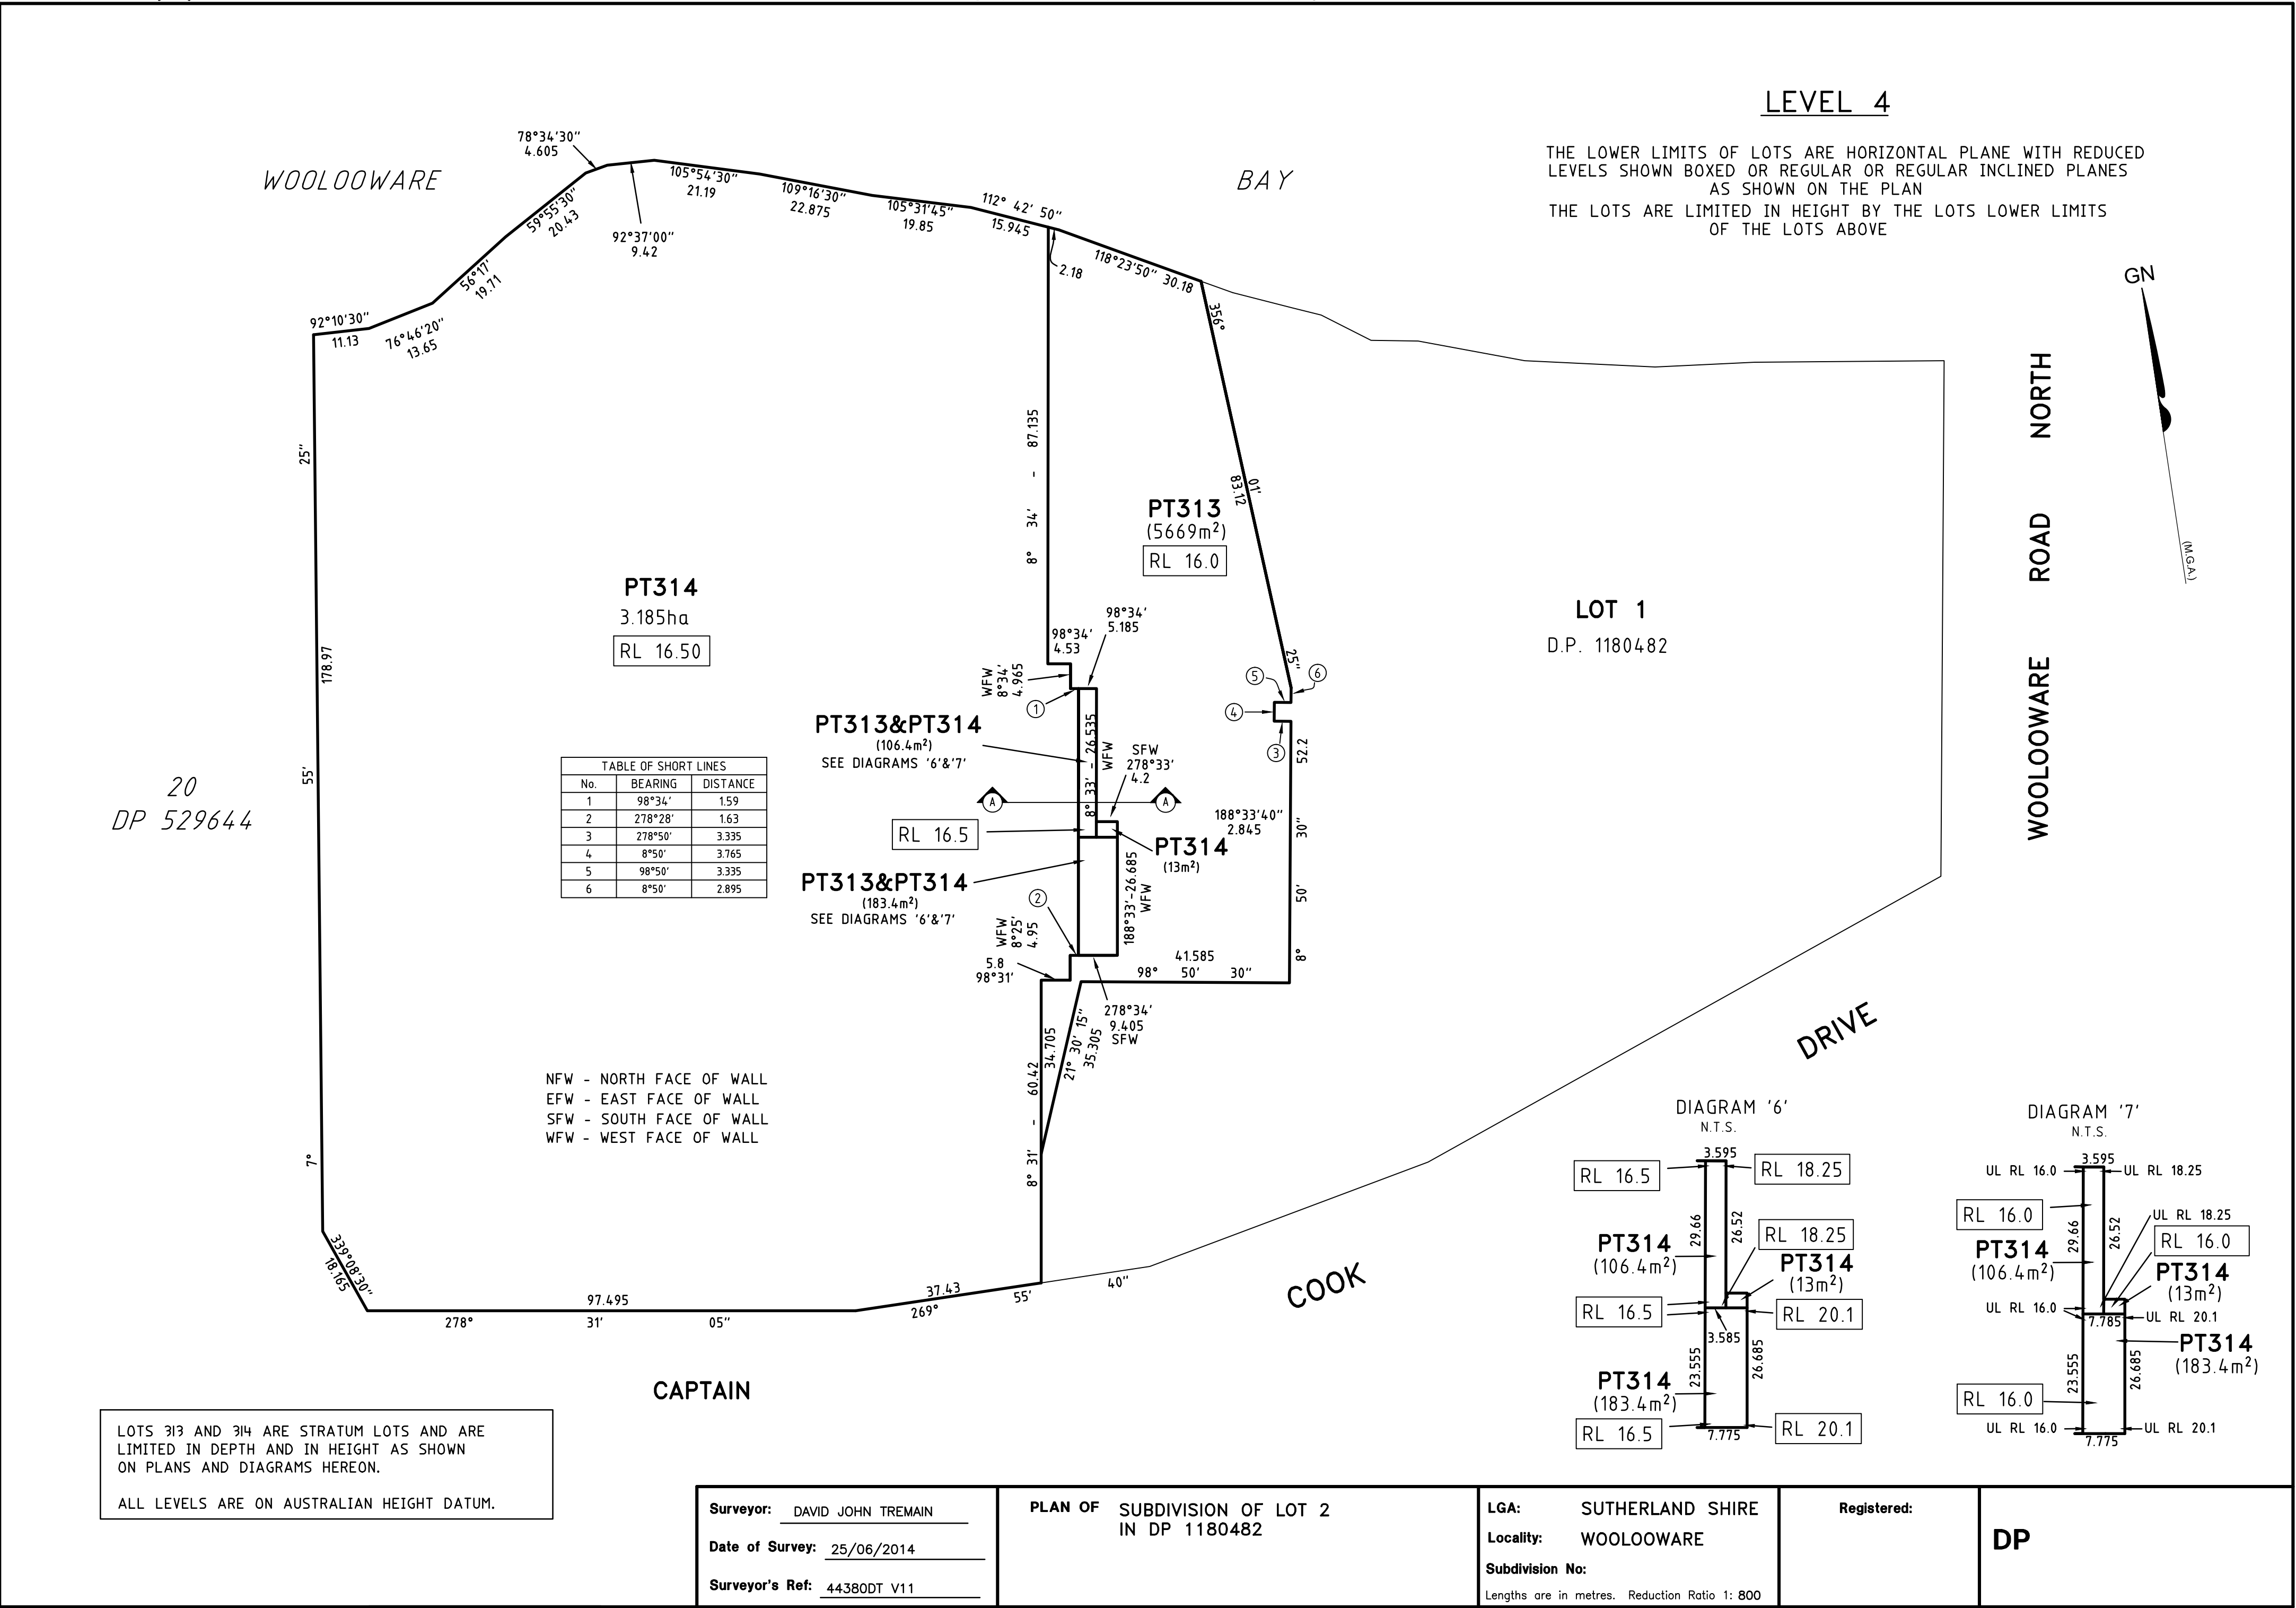 LEVEL 4
THE LOWER LIMITS OF LOTS ARE HORIZONTAL PLANE WITH REDUCED
LEVELS SHOWN BOXED OR REGULAR OR REGULAR INCLINED PLANES
AS SHOWN ON THE PLAN
THE LOTS ARE LIMITED IN HEIGHT BY THE LOTS LOWER LIMITS
OF THE LOTS ABOVE
WOOLOOWARE
BAY
78°34'30"
4.605
105°54'30"
21.19
109°16'30"
22.875
105°31'45"
19.85
112° 42' 50"
15.945
59°55'30"
20.43
92°37'00"
9.42
56°17'
19.71
92°10'30"
11.13
76°46'20"
13.65
2.18
118°23'50" 30.18
356°
01'
83.12
25"
GN
(M.G.A.)
WOOLOOWARE ROAD NORTH
7° 55' 25"
178.97
8° 34' - 87.135
PT313
(5669m²)
RL 16.0
PT314
3.185ha
RL 16.50
LOT 1
D.P. 1180482
20
DP 529644
98°34'
5.185
98°34'
4.53
WFW
8°34'
4.965
1
5
6
4
3
PT313&PT314
(106.4m²)
SEE DIAGRAMS '6'&'7'
8° 33' - 26.535
WFW
SFW
278°33'
4.2
A
A
RL 16.5
188°33'40"
2.845
PT314
(13m²)
8° 50' 30"
52.2
PT313&PT314
(183.4m²)
SEE DIAGRAMS '6'&'7'
188°33'-26.685
WFW
2
WFW
8°25'
4.95
5.8
98°31'
41.585
98° 50' 30"
278°34'
9.405
SFW
34.705
21° 30' 15"
35.305
8° 31' - 60.42
TABLE OF SHORT LINES
No. BEARING DISTANCE
1 98°34' 1.59
2 278°28' 1.63
3 278°50' 3.335
4 8°50' 3.765
5 98°50' 3.335
6 8°50' 2.895
NFW - NORTH FACE OF WALL
EFW - EAST FACE OF WALL
SFW - SOUTH FACE OF WALL
WFW - WEST FACE OF WALL
339°08'30"
18.165
97.495
278° 31' 05"
37.43
269° 55' 40"
CAPTAIN COOK DRIVE
DIAGRAM '6'
N.T.S.
3.595
RL 16.5
RL 18.25
29.66
26.52
RL 18.25
PT314
(106.4m²)
PT314
(13m²)
RL 16.5
RL 20.1
3.585
23.555
26.685
PT314
(183.4m²)
RL 16.5
RL 20.1
7.775
DIAGRAM '7'
N.T.S.
3.595
UL RL 16.0
UL RL 18.25
RL 16.0
29.66
26.52
UL RL 18.25
RL 16.0
PT314
(106.4m²)
PT314
(13m²)
UL RL 16.0
UL RL 20.1
7.785
PT314
(183.4m²)
23.555
26.685
RL 16.0
UL RL 16.0
UL RL 20.1
7.775
LOTS 313 AND 314 ARE STRATUM LOTS AND ARE
LIMITED IN DEPTH AND IN HEIGHT AS SHOWN
ON PLANS AND DIAGRAMS HEREON.
ALL LEVELS ARE ON AUSTRALIAN HEIGHT DATUM.
Surveyor: DAVID JOHN TREMAIN
Date of Survey: 25/06/2014
Surveyor's Ref: 44380DT V11
PLAN OF SUBDIVISION OF LOT 2
IN DP 1180482
LGA: SUTHERLAND SHIRE
Locality: WOOLOOWARE
Subdivision No:
Lengths are in metres. Reduction Ratio 1: 800
Registered:
DP